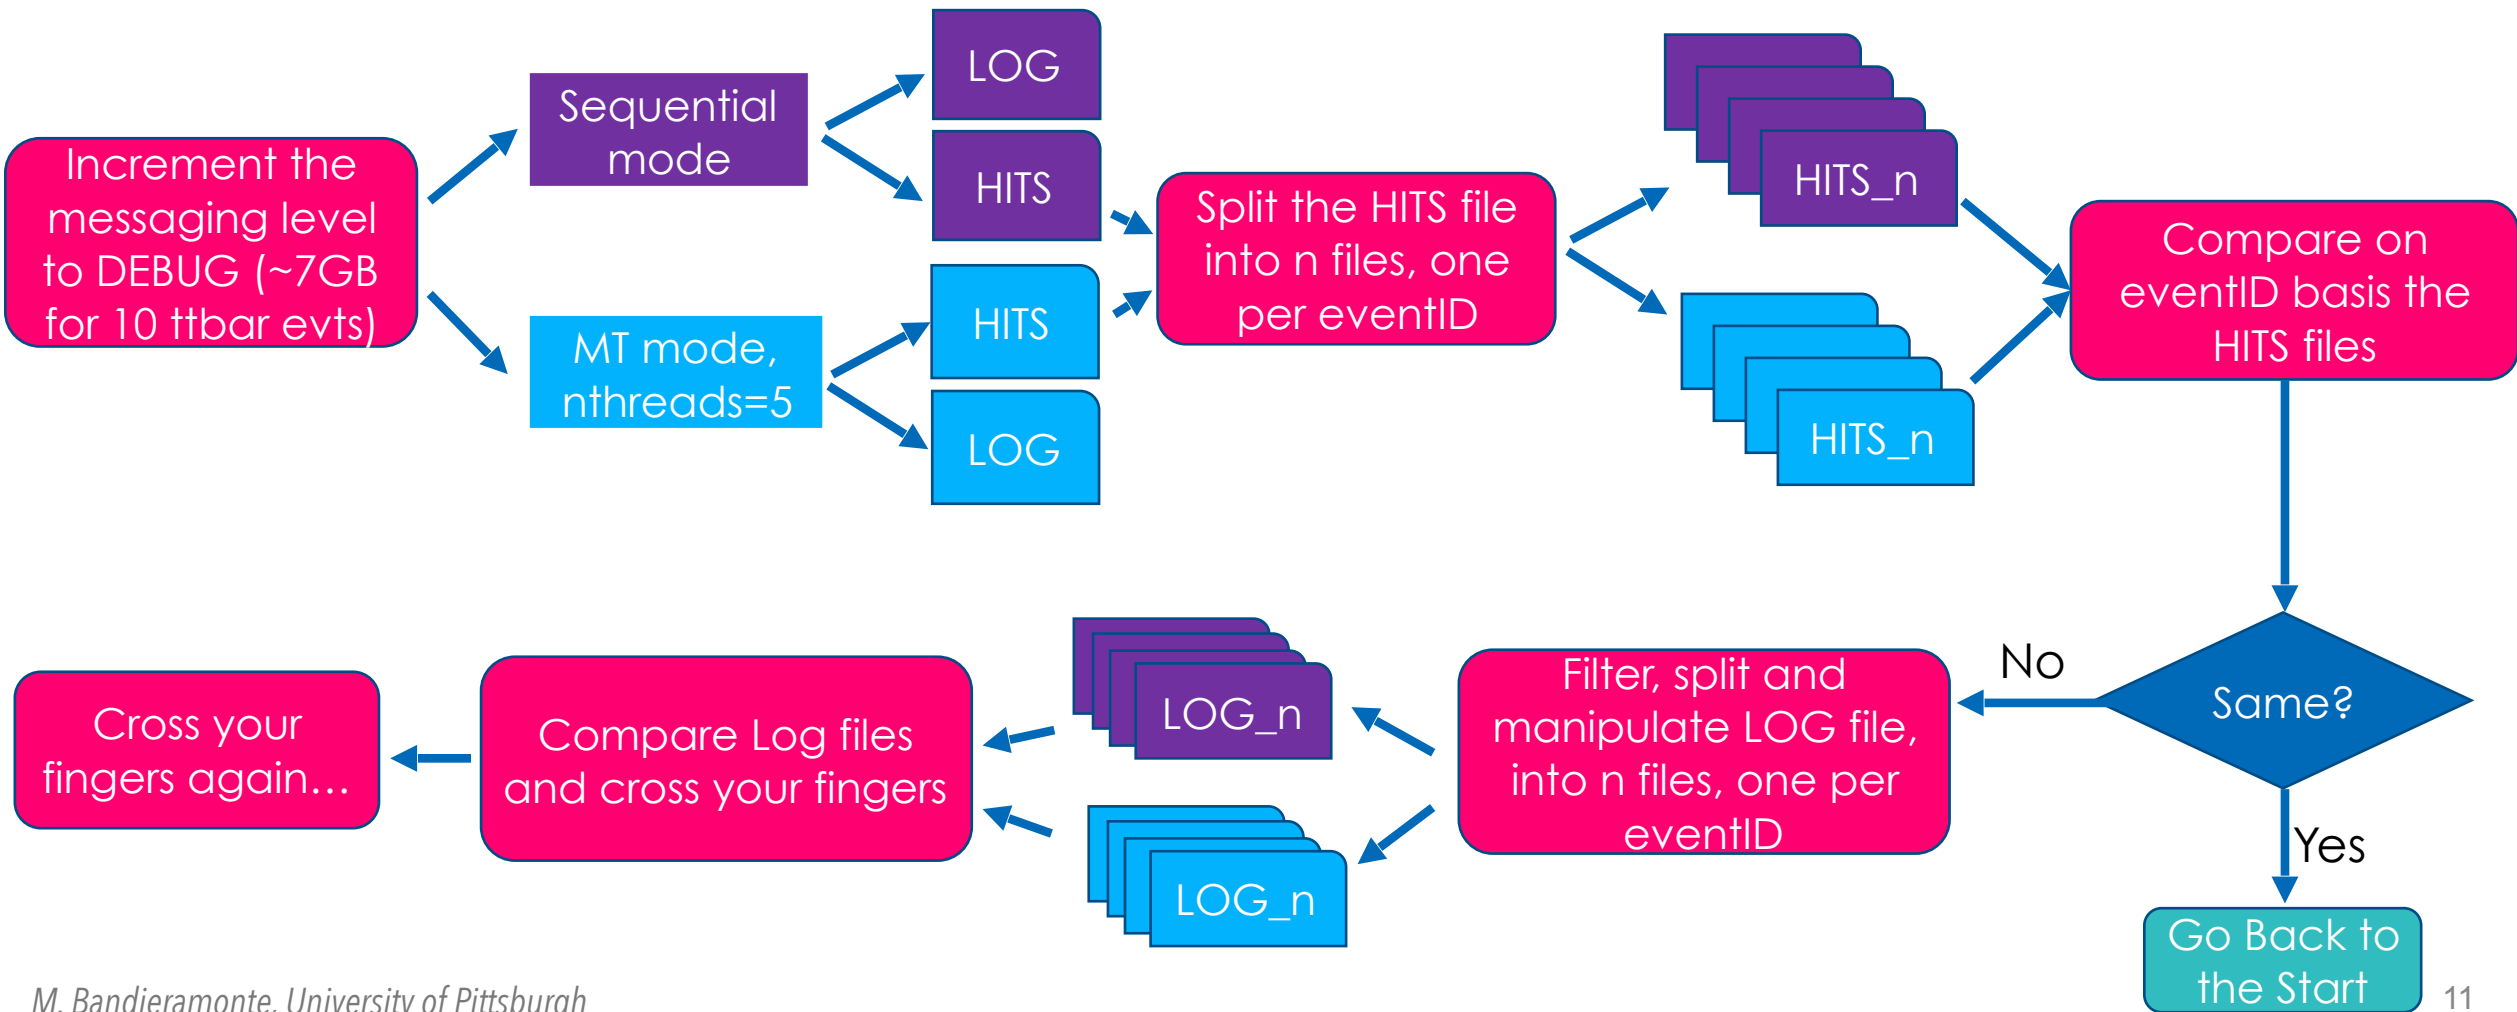 Increment the
messaging level
to DEBUG (~7GB
for 10 ttbar evts)
Sequential
mode
MT mode,
nthreads=5
LOG
HITS
HITS
LOG
Split the HITS file
into n files, one
per eventID
HITS_n
HITS_n
Compare on
eventID basis the
HITS files
Same?
No
Yes
Go Back to
the Start
Filter, split and
manipulate LOG file,
into n files, one per
eventID
LOG_n
LOG_n
Compare Log files
and cross your fingers
Cross your
fingers again...
M. Bandieramonte, University of Pittsburgh
11